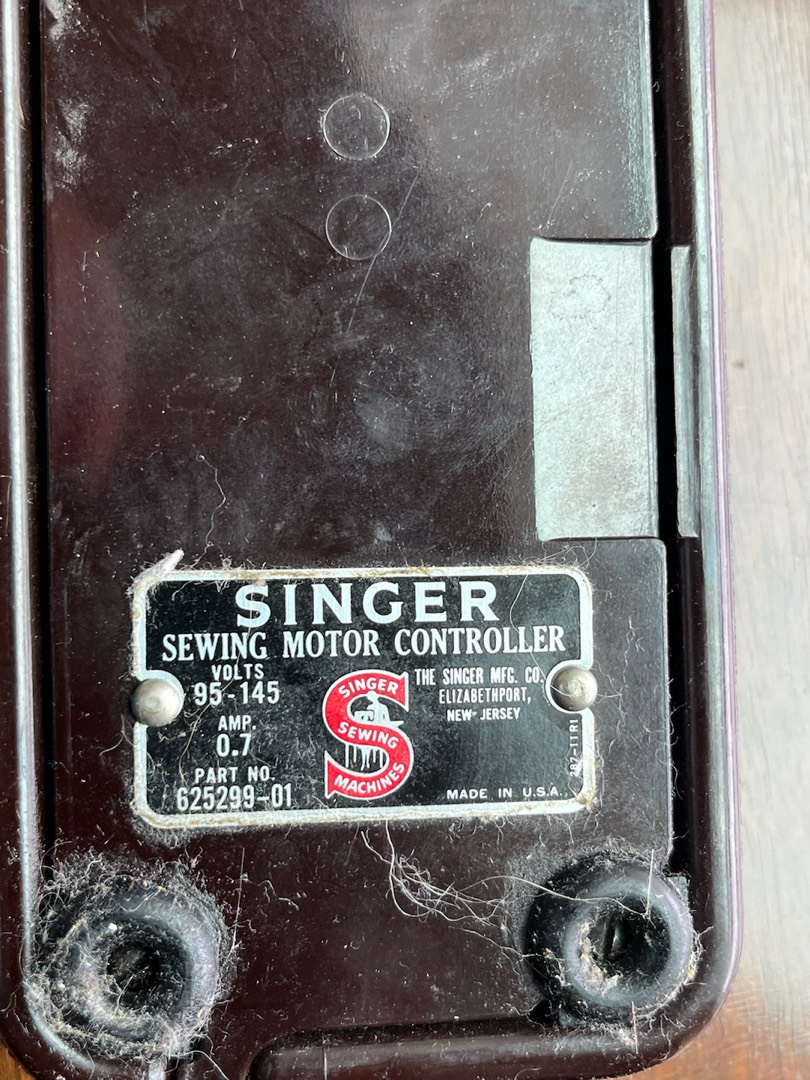 SINGER
SEWING MOTOR CONTROLLER
VOLTS
95-145
AMP.
0.7
PART NO.
625299-01
SINGER
SEWING
MACHINES
THE SINGER MFG. CO.
ELIZABETHPORT,
NEW JERSEY
MADE IN U.S.A.